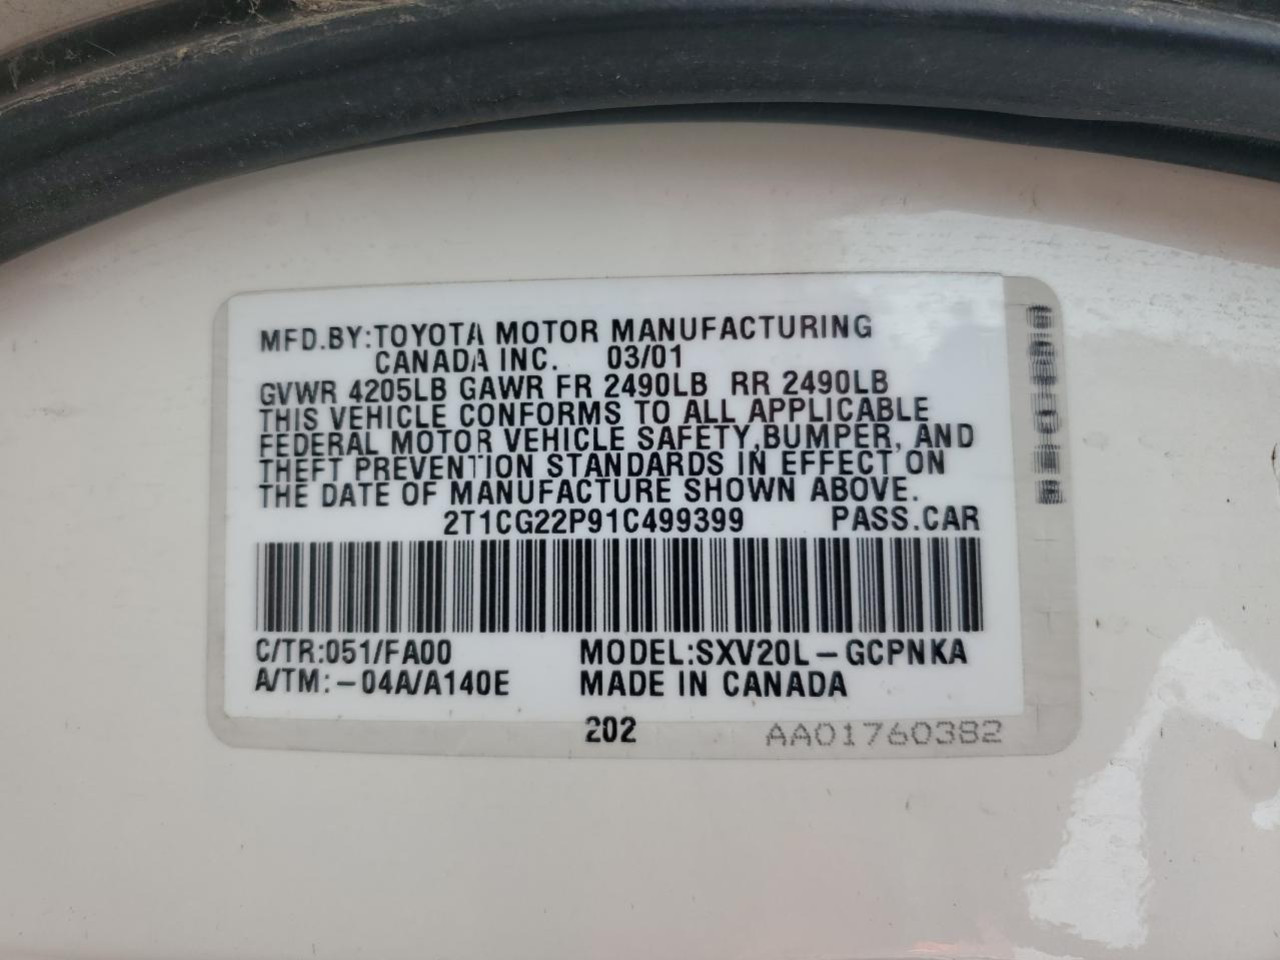 MFD.BY:TOYOTA MOTOR MANUFACTURING
CANADA INC. 03/01
GVWR 4205LB GAWR FR 2490LB RR 2490LB
THIS VEHICLE CONFORMS TO ALL APPLICABLE
FEDERAL MOTOR VEHICLE SAFETY,BUMPER, AND
THEFT PREVENTION STANDARDS IN EFFECT ON
THE DATE OF MANUFACTURE SHOWN ABOVE.
2T1CG22P91C499399 PASS.CAR
C/TR:051/FA00 MODEL:SXV20L-GCPNKA
A/TM:-04A/A140E MADE IN CANADA
202 AA01760382